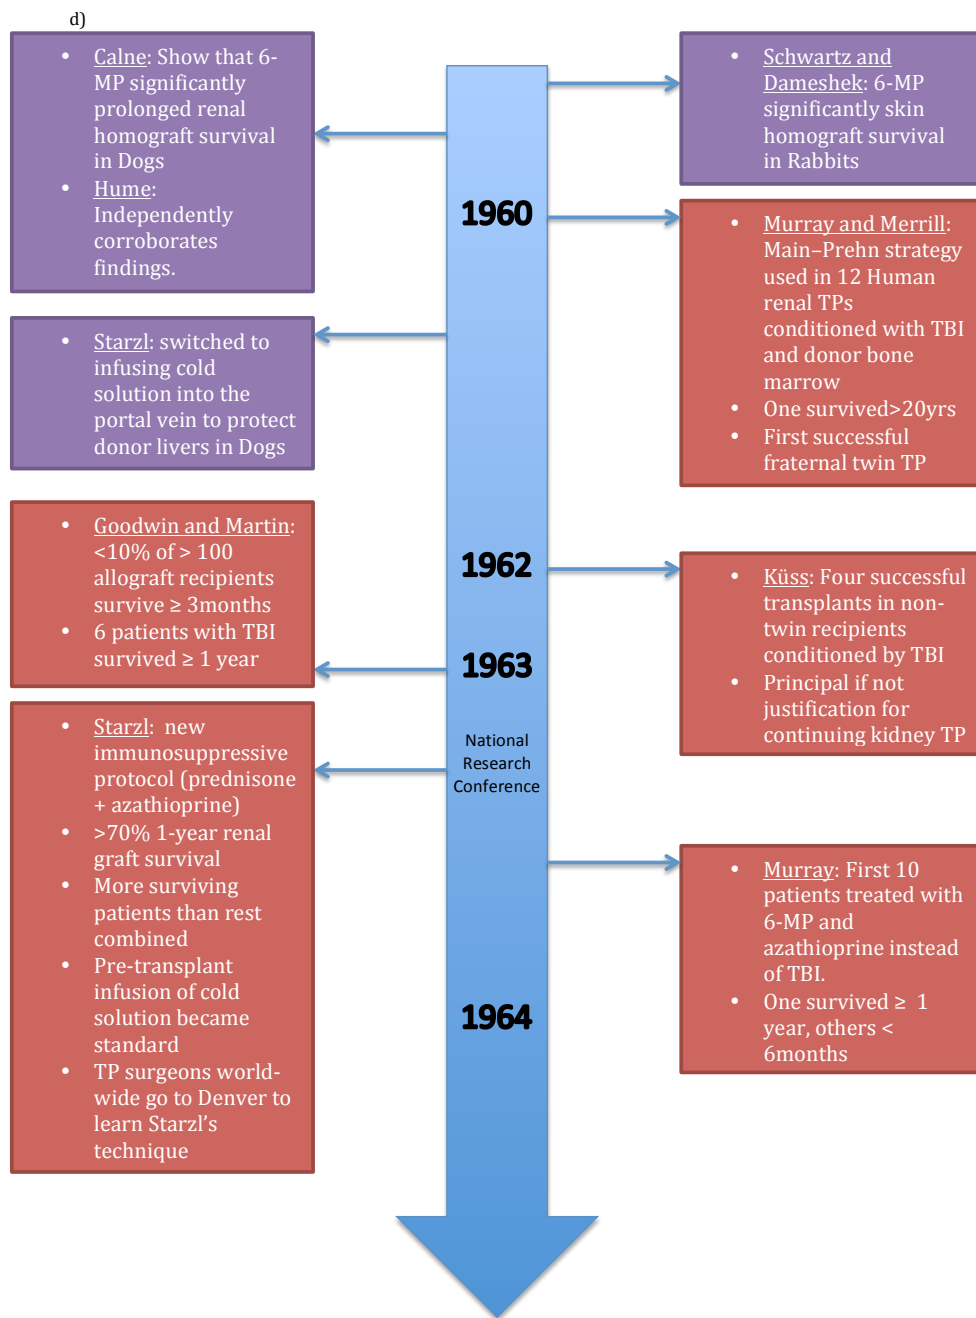 d)
• Calne: Show that 6-
MP significantly
prolonged renal
homograft survival
in Dogs
• Hume:
Independently
corroborates
findings.
• Schwartz and
Dameshek: 6-MP
significantly skin
homograft survival
in Rabbits
1960
• Murray and Merrill:
Main–Prehn strategy
used in 12 Human
renal TPs
conditioned with TBI
and donor bone
marrow
• One survived>20yrs
• First successful
fraternal twin TP
• Starzl: switched to
infusing cold
solution into the
portal vein to protect
donor livers in Dogs
• Goodwin and Martin:
<10% of > 100
allograft recipients
survive ≥ 3months
• 6 patients with TBI
survived ≥ 1 year
1962
• Küss: Four successful
transplants in non-
twin recipients
conditioned by TBI
• Principal if not
justification for
continuing kidney TP
1963
National
Research
Conference
• Starzl: new
immunosuppressive
protocol (prednisone
+ azathioprine)
• >70% 1-year renal
graft survival
• More surviving
patients than rest
combined
• Pre-transplant
infusion of cold
solution became
standard
• TP surgeons world-
wide go to Denver to
learn Starzl's
technique
• Murray: First 10
patients treated with
6-MP and
azathioprine instead
of TBI.
• One survived ≥ 1
year, others <
6months
1964